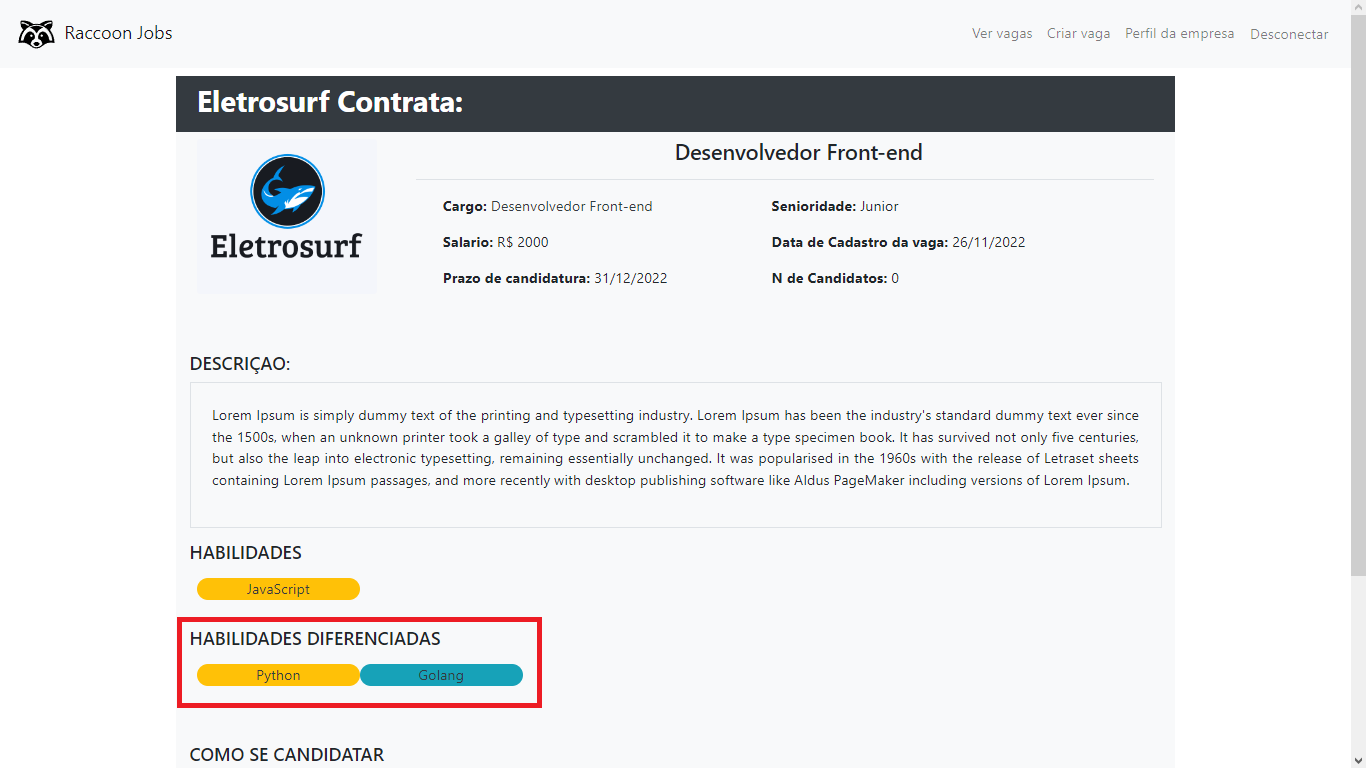 Raccoon Jobs
Ver vagas Criar vaga Perfil da empresa Desconectar
Eletrosurf Contrata:
Eletrosurf
Desenvolvedor Front-end
Cargo: Desenvolvedor Front-end
Senioridade: Junior
Salario: R$ 2000
Data de Cadastro da vaga: 26/11/2022
Prazo de candidatura: 31/12/2022
N de Candidatos: 0
DESCRIÇAO:
Lorem Ipsum is simply dummy text of the printing and typesetting industry. Lorem Ipsum has been the industry's standard dummy text ever since
the 1500s, when an unknown printer took a galley of type and scrambled it to make a type specimen book. It has survived not only five centuries,
but also the leap into electronic typesetting, remaining essentially unchanged. It was popularised in the 1960s with the release of Letraset sheets
containing Lorem Ipsum passages, and more recently with desktop publishing software like Aldus PageMaker including versions of Lorem Ipsum.
HABILIDADES
JavaScript
HABILIDADES DIFERENCIADAS
Python Golang
COMO SE CANDIDATAR